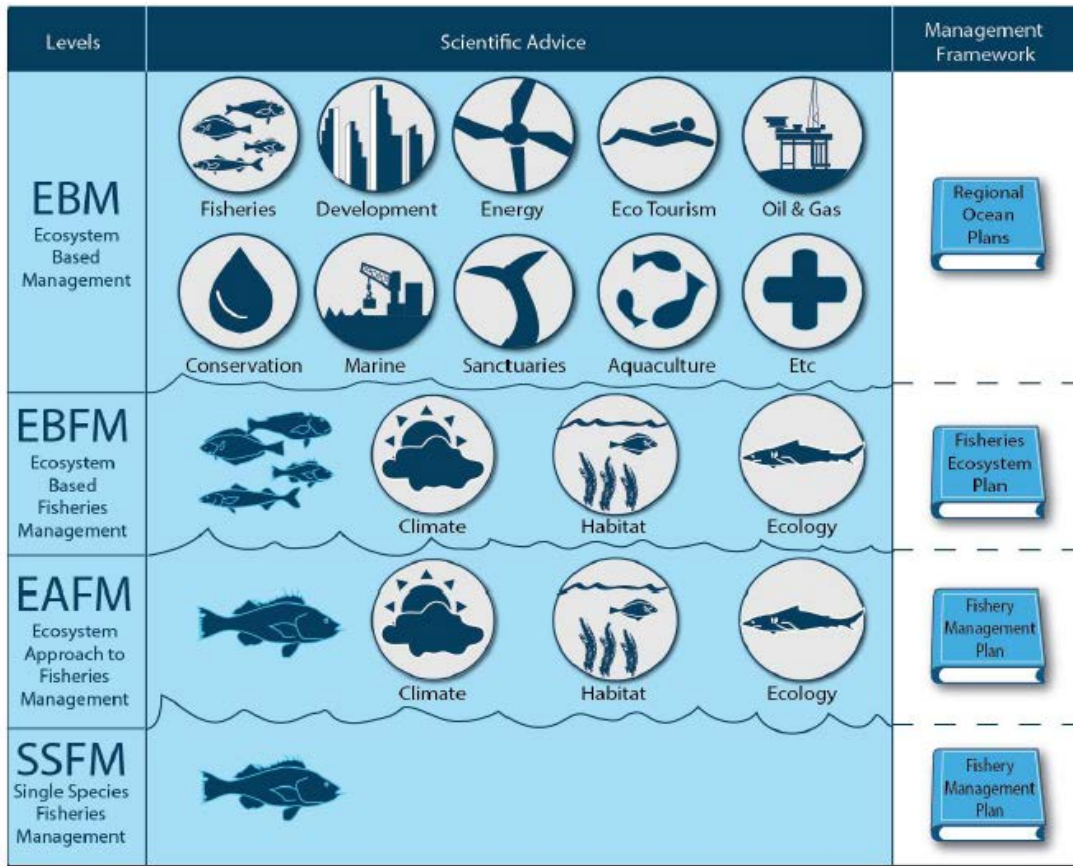 Levels
Scientific Advice
Management
Framework
EBM
Ecosystem
Based
Management
Fisheries
Development
Energy
Eco Tourism
Oil & Gas
Conservation
Marine
Sanctuaries
Aquaculture
Etc
Regional
Ocean
Plans
EBFM
Ecosystem
Based
Fisheries
Management
Climate
Habitat
Ecology
Fisheries
Ecosystem
Plan
EAFM
Ecosystem
Approach to
Fisheries
Management
Climate
Habitat
Ecology
Fishery
Management
Plan
SSFM
Single Species
Fisheries
Management
Fishery
Management
Plan